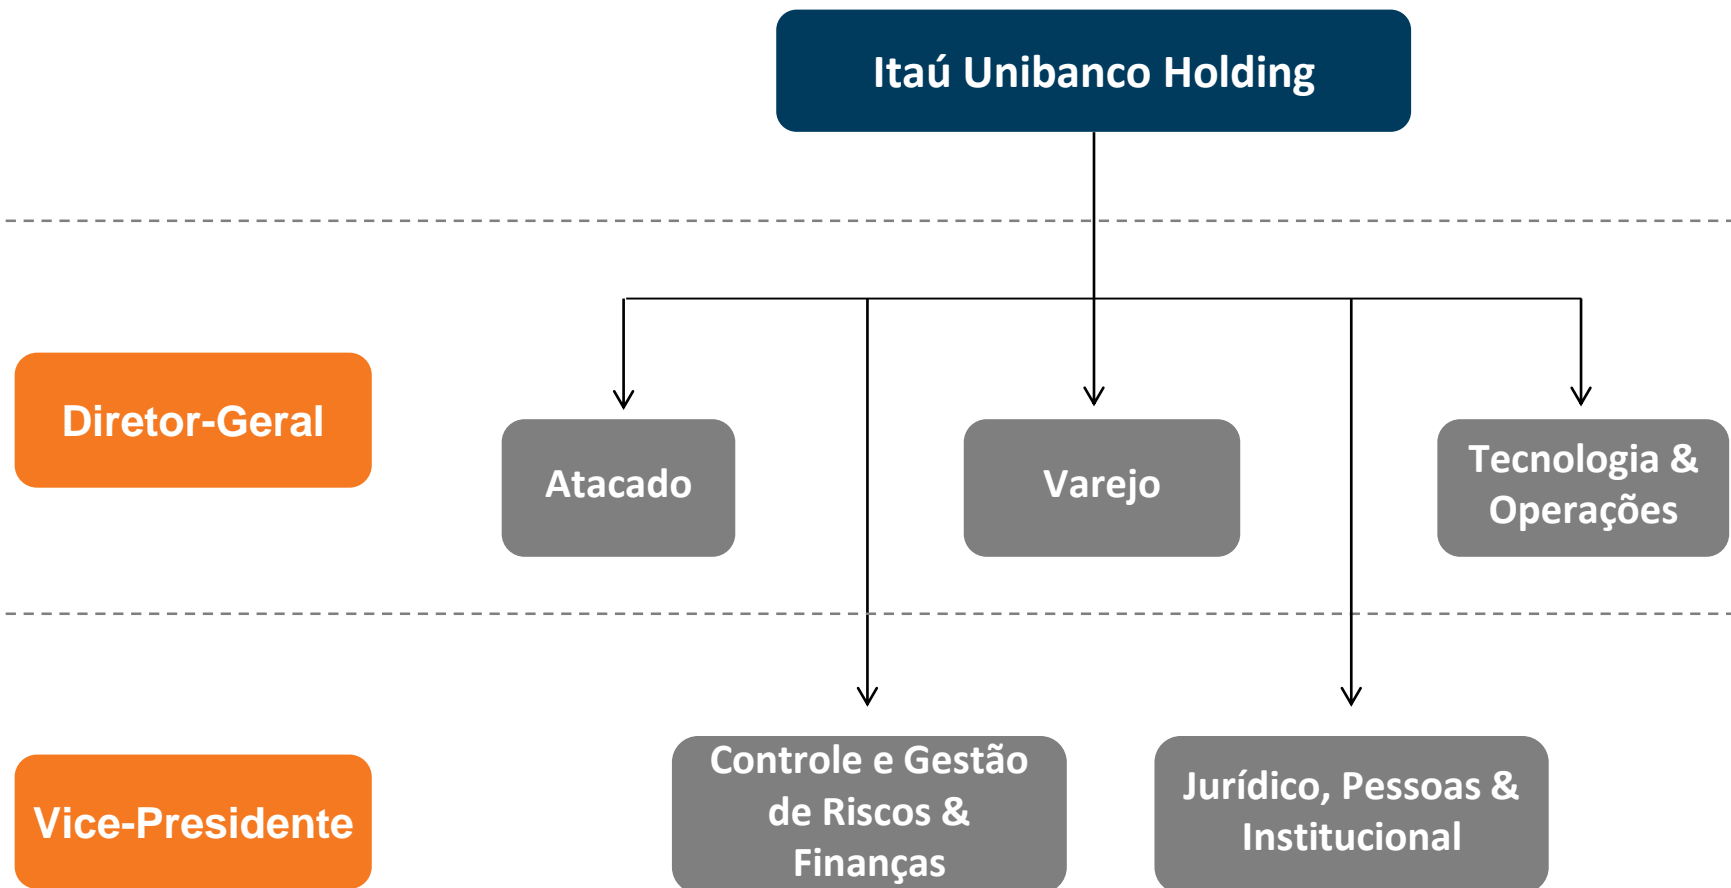 Itaú Unibanco Holding
Diretor-Geral
Atacado
Varejo
Tecnologia &
Operações
Vice-Presidente
Controle e Gestão
de Riscos &
Finanças
Jurídico, Pessoas &
Institucional